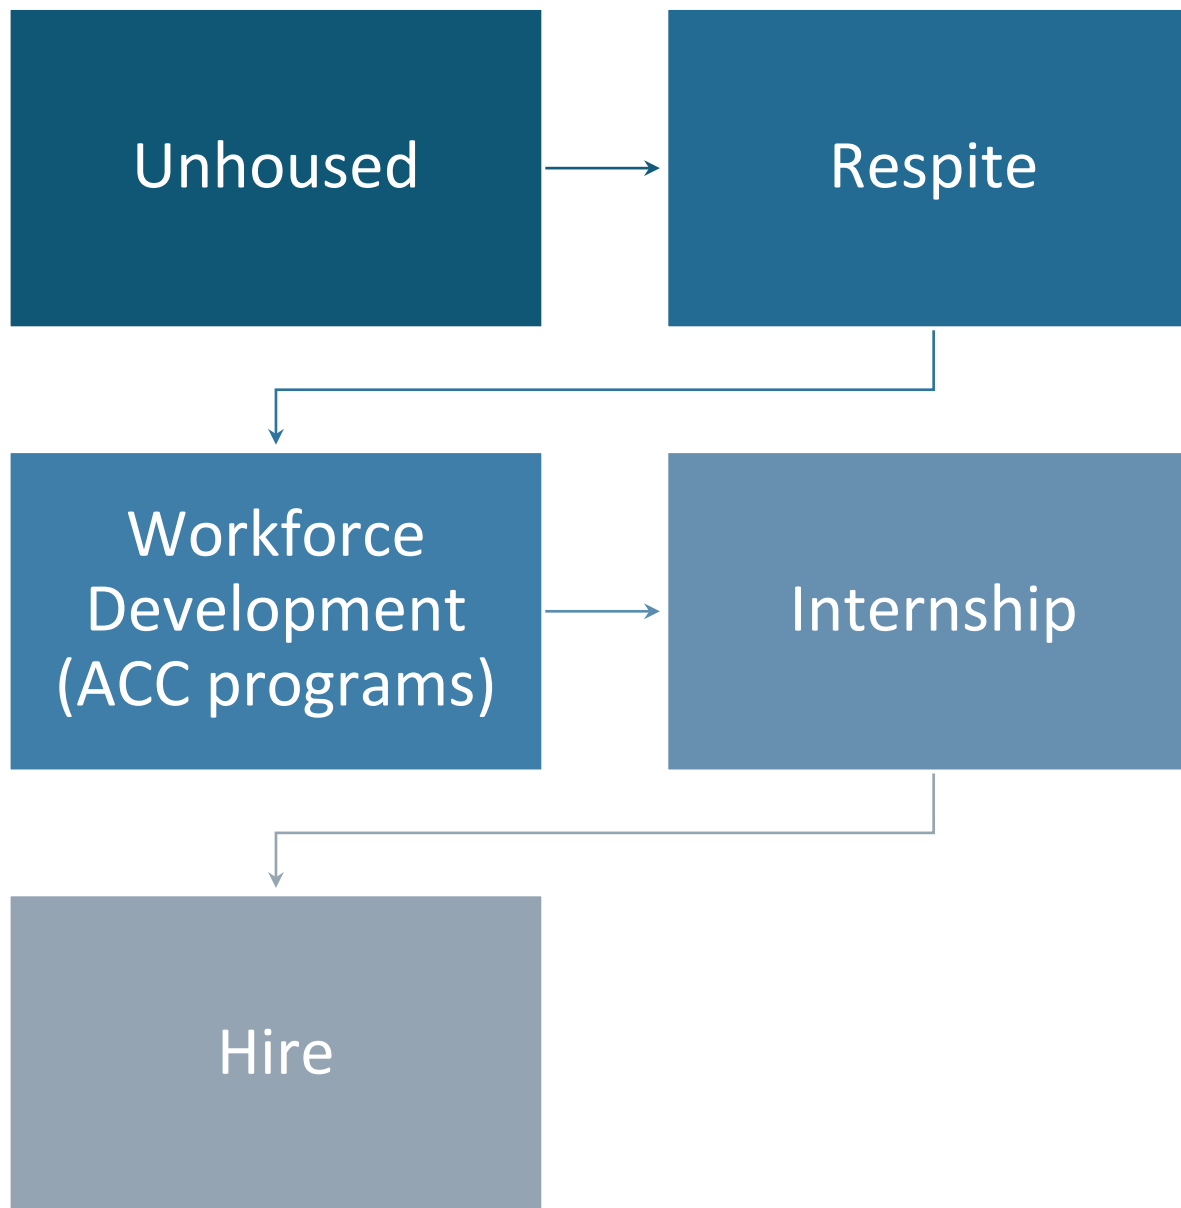 Unhoused
Respite
Workforce
Development
(ACC programs)
Internship
Hire